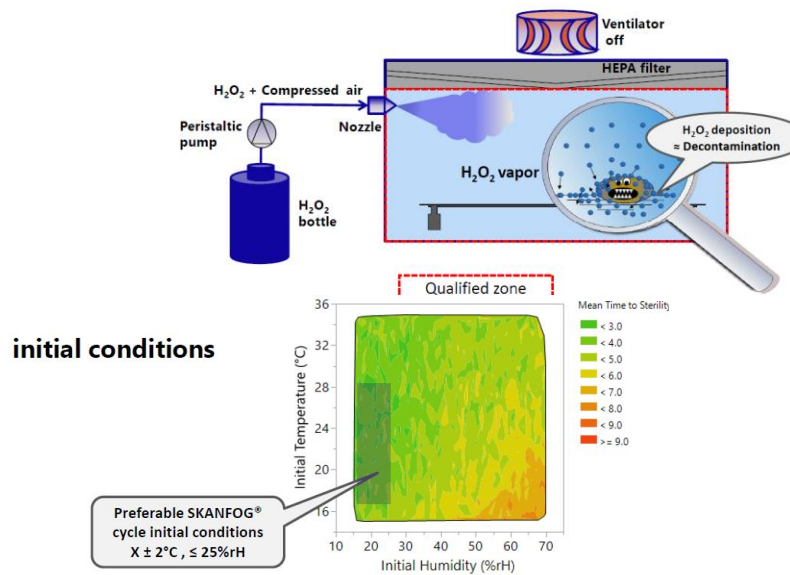 Ventilator
off
HEPA filter
H₂O₂ + Compressed air
Peristaltic
pump
Nozzle
H₂O₂ deposition
≈ Decontamination
H₂O₂ vapor
H₂O₂
bottle
Qualified zone
initial conditions
Mean Time to Sterility
< 3.0
< 4.0
< 5.0
< 6.0
< 7.0
< 8.0
< 9.0
>= 9.0
Initial Temperature (°C)
36
32
28
24
20
16
Preferable SKANFOG®
cycle initial conditions
X ± 2°C , ≤ 25%rH
10 20 30 40 50 60 70
Initial Humidity (%rH)